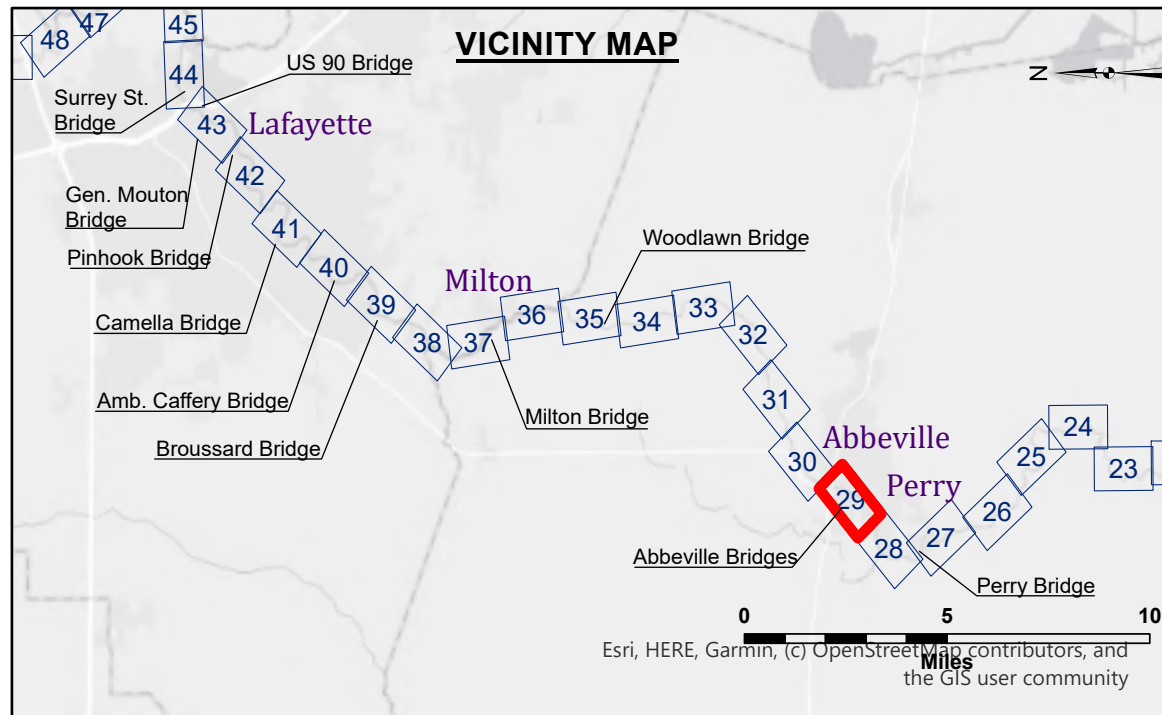 VICINITY MAP
N
48
47
45
44
US 90 Bridge
Surrey St.
Bridge
43
Lafayette
42
Gen. Mouton
Bridge
Pinhook Bridge
41
40
Camella Bridge
39
38
Amb. Caffery Bridge
Broussard Bridge
Milton
37
36
35
34
33
Woodlawn Bridge
Milton Bridge
32
31
30
Abbeville
29
Perry
28
Abbeville Bridges
27
26
25
24
23
Perry Bridge
0 5 10
Miles
Esri, HERE, Garmin, (c) OpenStreetMap contributors, and
the GIS user community